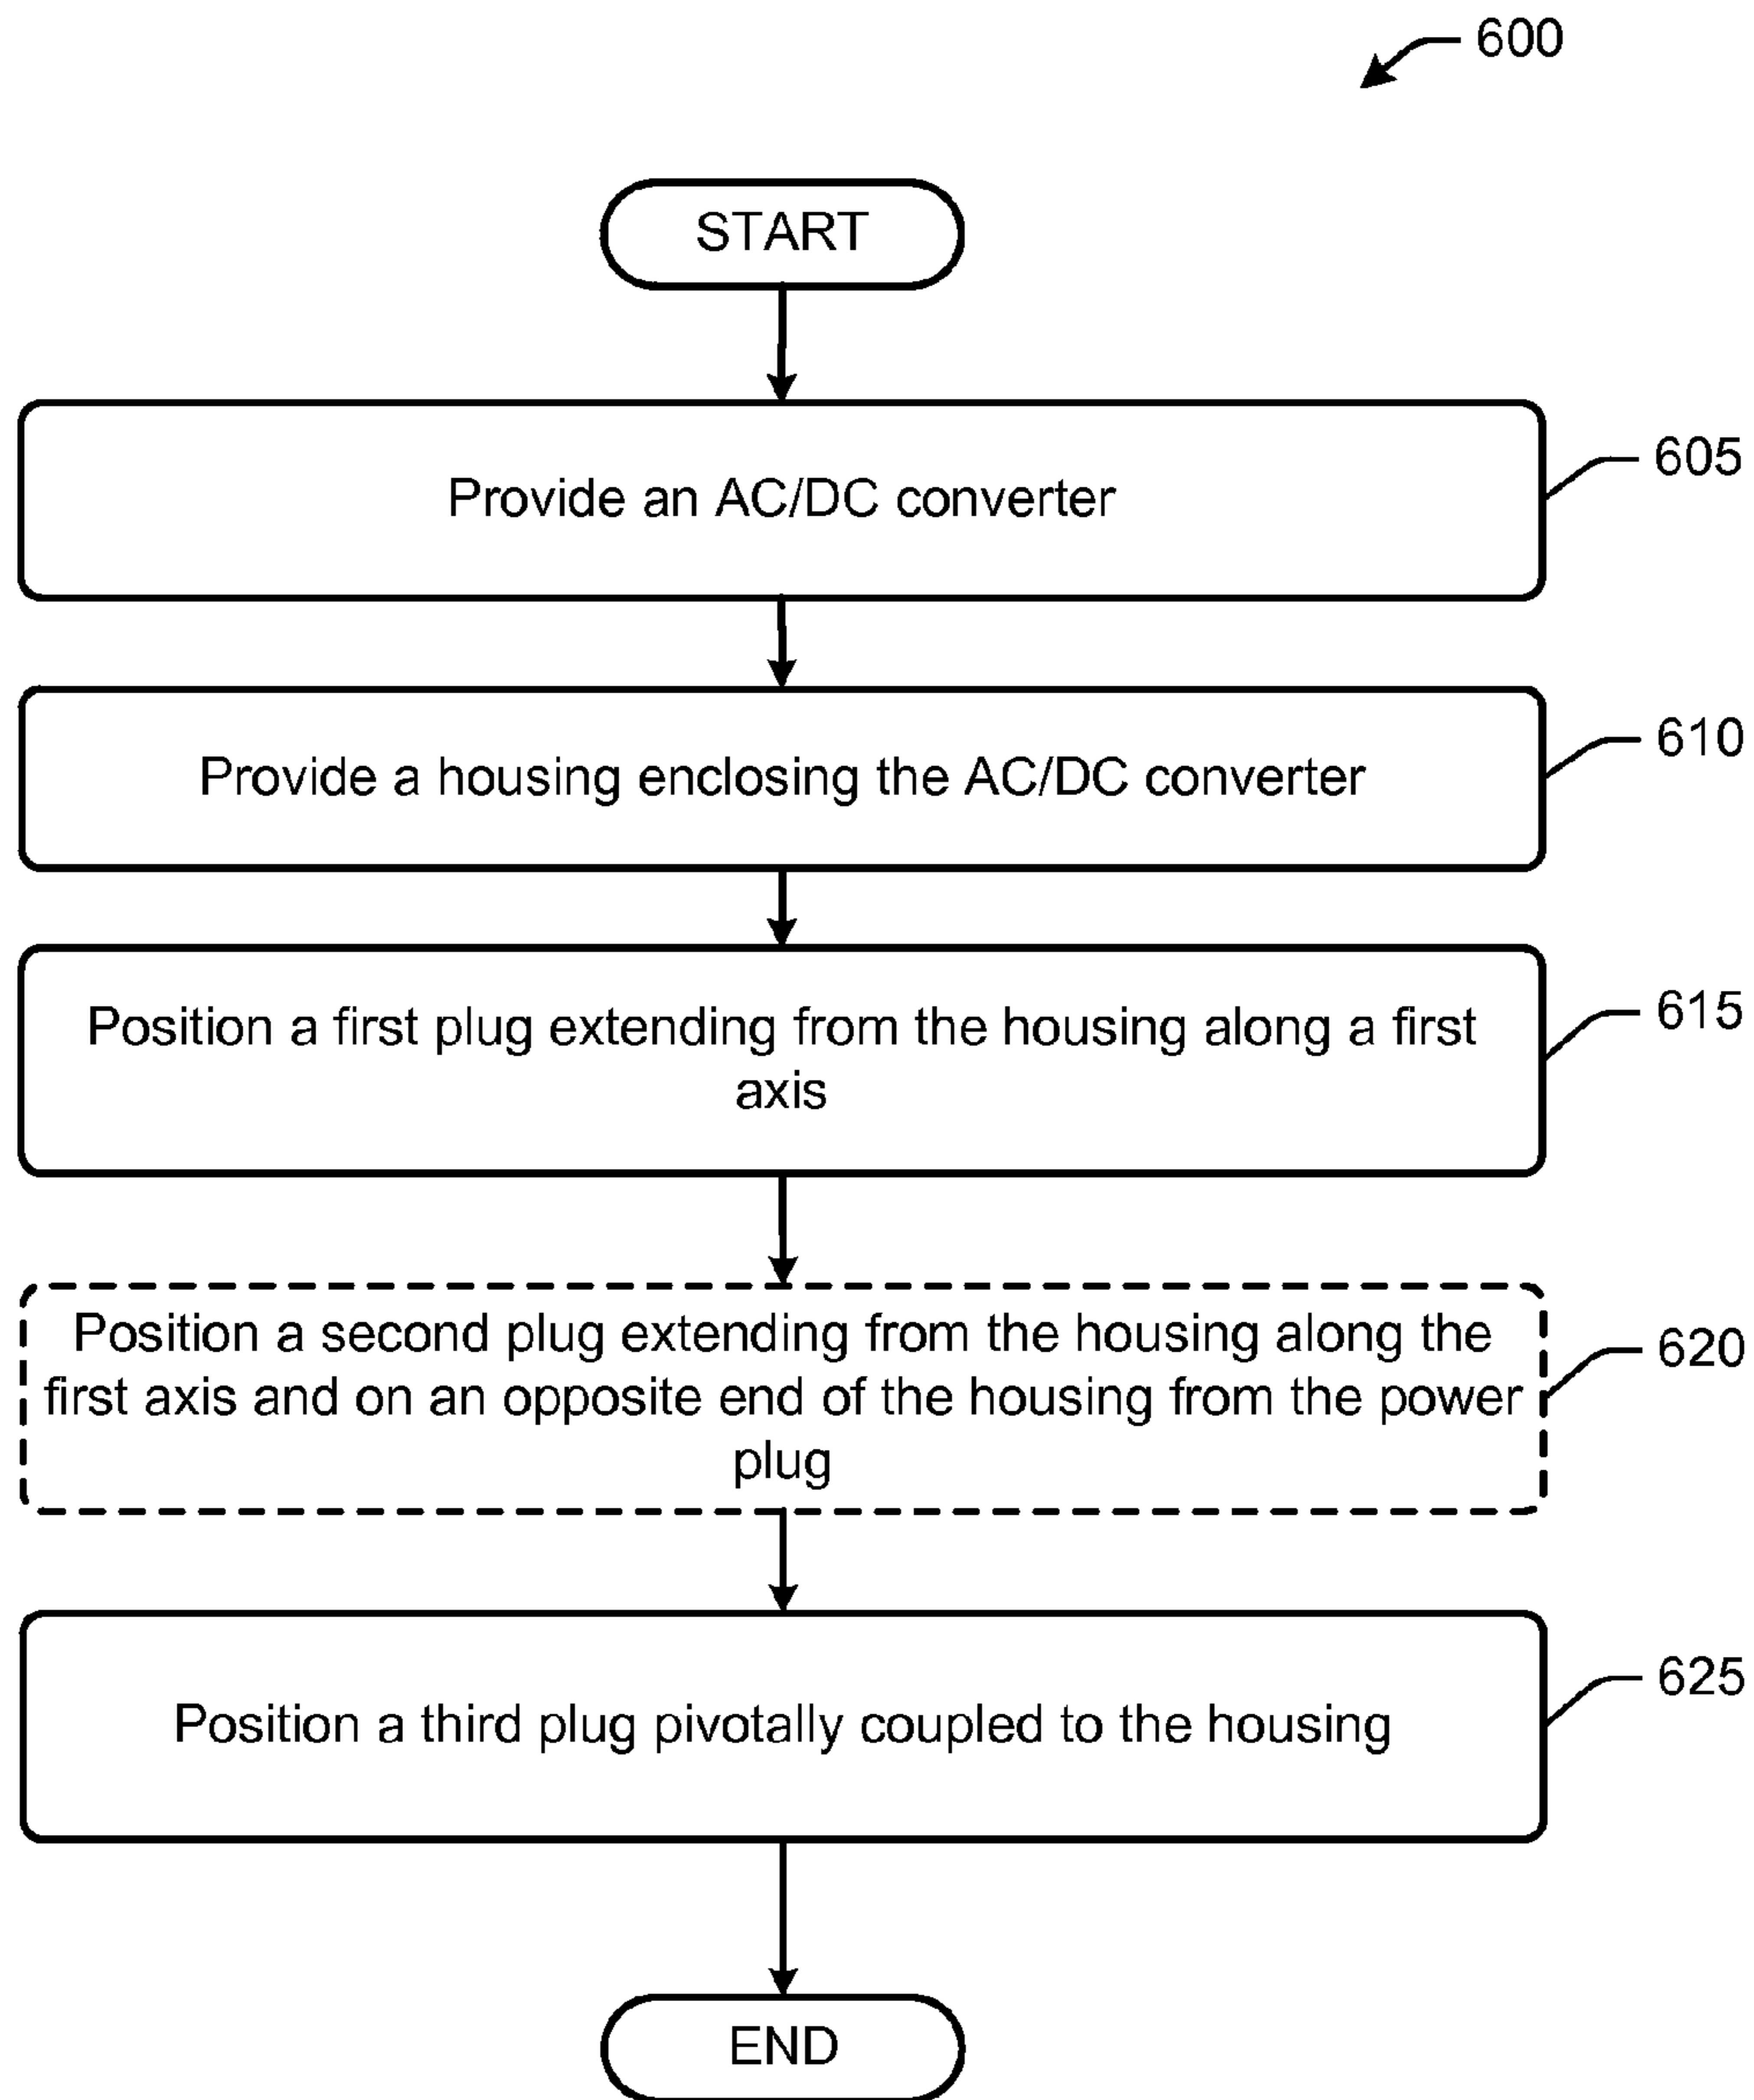 600
START
Provide an AC/DC converter
605
Provide a housing enclosing the AC/DC converter
610
Position a first plug extending from the housing along a first
axis
615
Position a second plug extending from the housing along the
first axis and on an opposite end of the housing from the power
plug
620
Position a third plug pivotally coupled to the housing
625
END